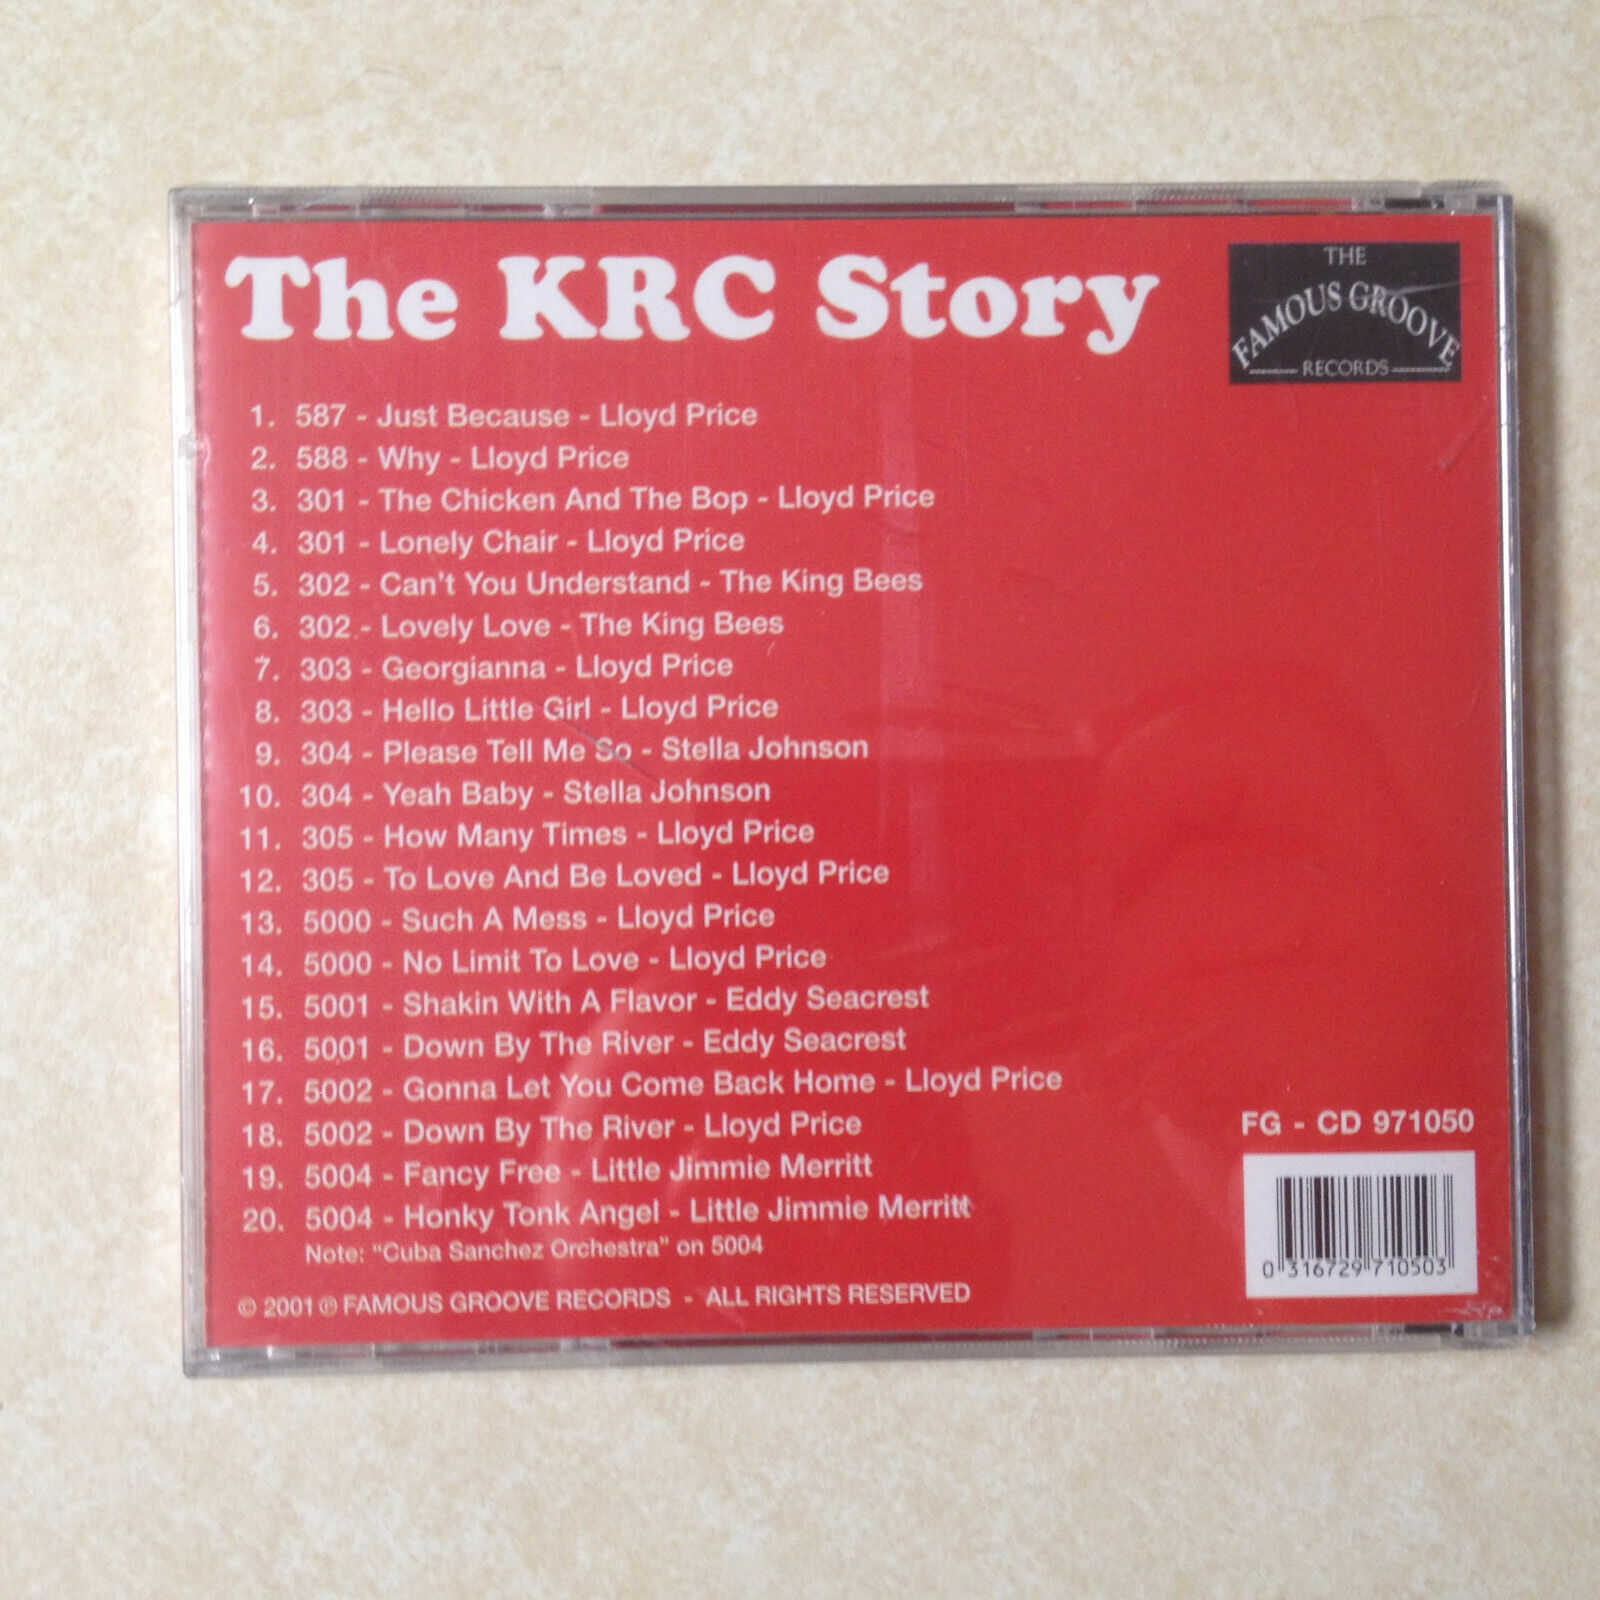 The KRC Story
THE
FAMOUS GROOVE
RECORDS
1. 587 - Just Because - Lloyd Price
2. 588 - Why - Lloyd Price
3. 301 - The Chicken And The Bop - Lloyd Price
4. 301 - Lonely Chair - Lloyd Price
5. 302 - Can't You Understand - The King Bees
6. 302 - Lovely Love - The King Bees
7. 303 - Georgianna - Lloyd Price
8. 303 - Hello Little Girl - Lloyd Price
9. 304 - Please Tell Me So - Stella Johnson
10. 304 - Yeah Baby - Stella Johnson
11. 305 - How Many Times - Lloyd Price
12. 305 - To Love And Be Loved - Lloyd Price
13. 5000 - Such A Mess - Lloyd Price
14. 5000 - No Limit To Love - Lloyd Price
15. 5001 - Shakin With A Flavor - Eddy Seacrest
16. 5001 - Down By The River - Eddy Seacrest
17. 5002 - Gonna Let You Come Back Home - Lloyd Price
18. 5002 - Down By The River - Lloyd Price
19. 5004 - Fancy Free - Little Jimmie Merritt
20. 5004 - Honky Tonk Angel - Little Jimmie Merritt
Note: "Cuba Sanchez Orchestra" on 5004
© 2001 ℗ FAMOUS GROOVE RECORDS - ALL RIGHTS RESERVED
FG - CD 971050
0 316729 710503